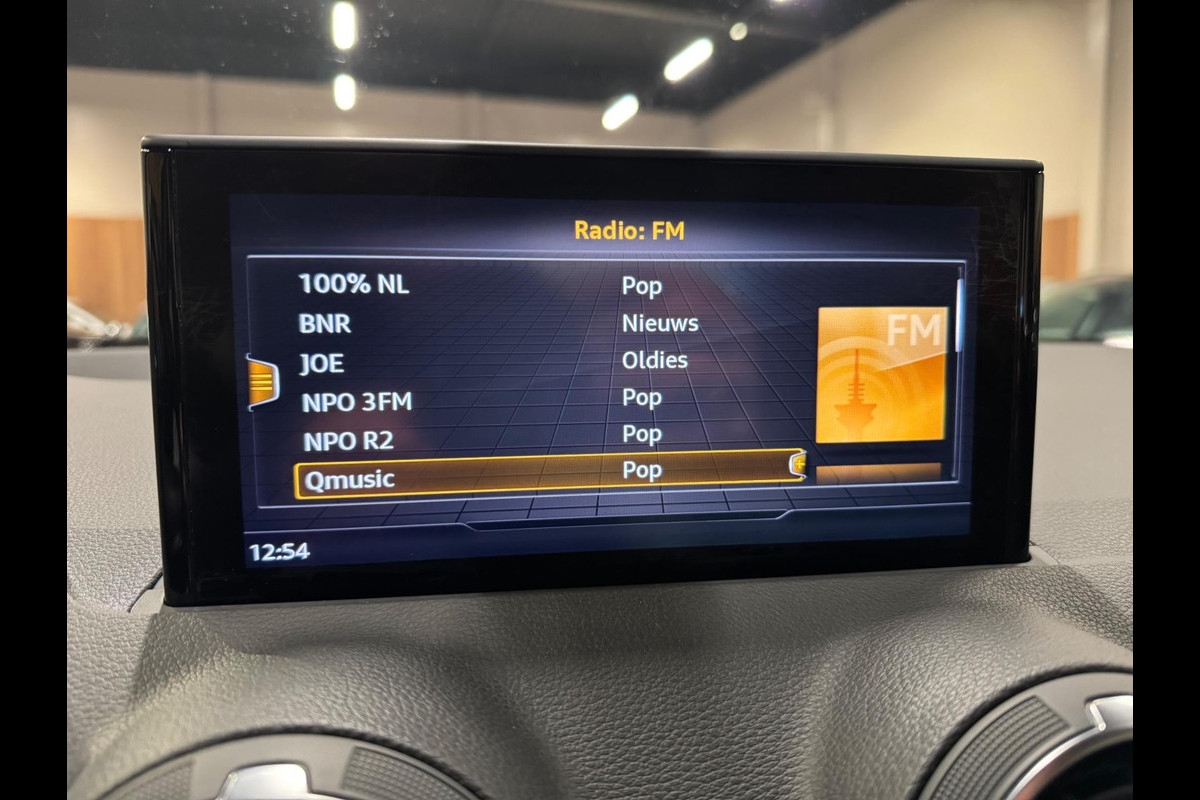 Radio: FM
100% NL Pop
BNR Nieuws
JOE Oldies
NPO 3FM Pop
NPO R2 Pop
Qmusic Pop
FM
12:54